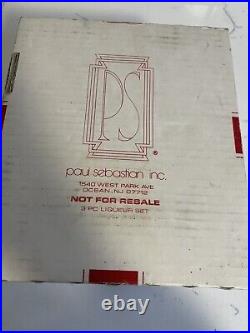 PS
®
paul sebastian inc.
1540 WEST PARK AVE
OCEAN, NJ 07712
NOT FOR RESALE
3 PC LIQUEUR SET